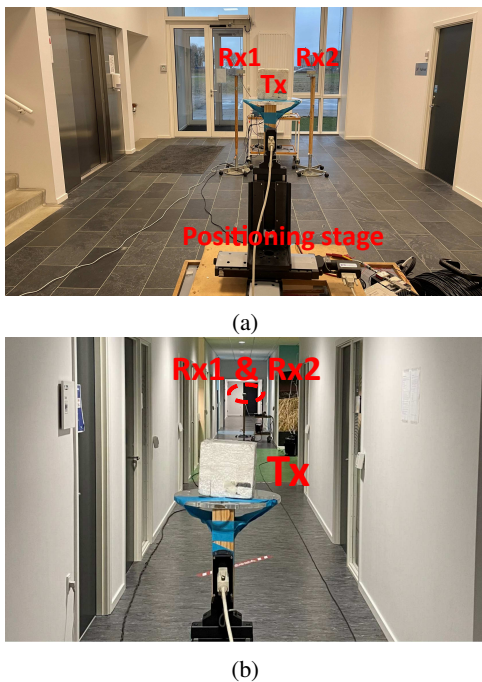 Rx1 Rx2
Tx
Positioning stage
(a)
Rx1 & Rx2
Tx
(b)